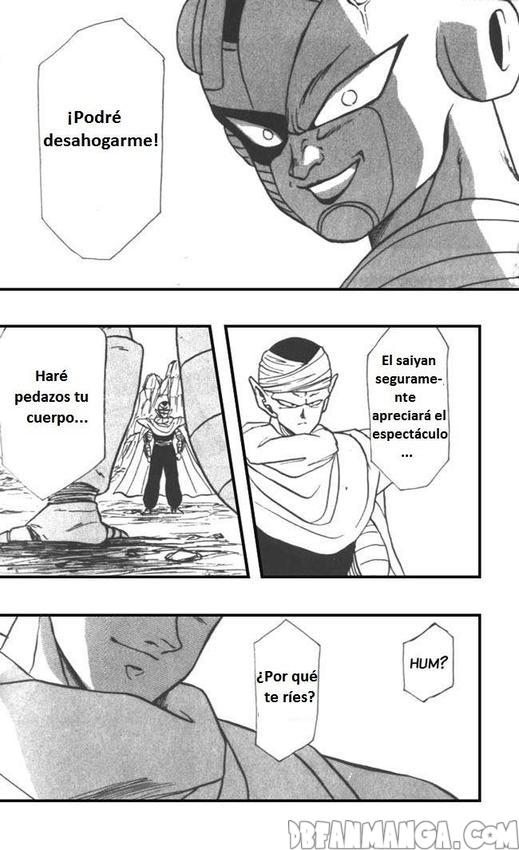 ¡Podré
desahogarme!
Haré
pedazos tu
cuerpo...
El saiyan
segurame-
nte
apreciará el
espectáculo
...
¿Por qué
te ríes?
HUM?
DBFANMANGA.COM